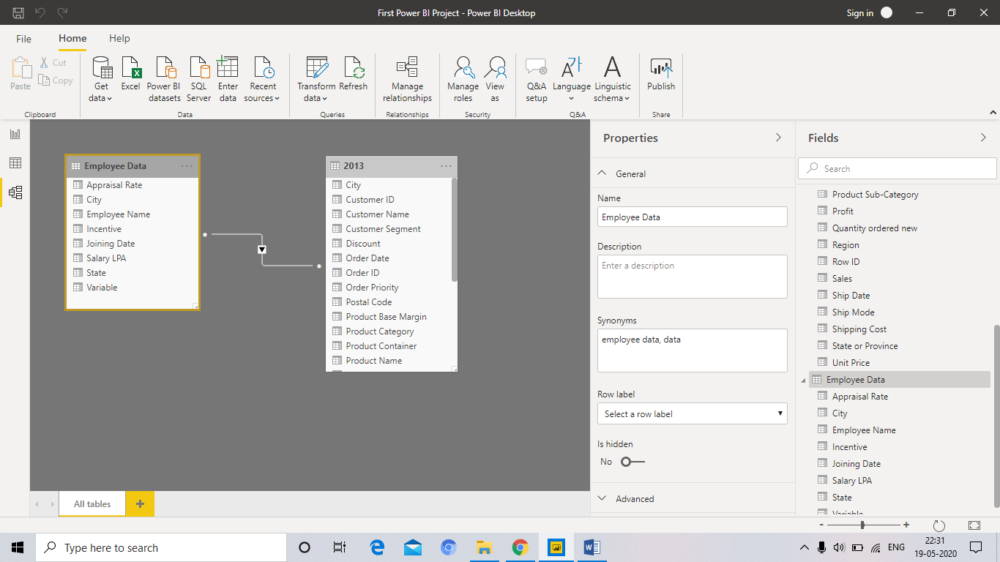 First Power BI Project - Power BI Desktop
Sign in
File
Home
Help
Paste
Cut
Copy
Clipboard
Get data
Excel
Power BI datasets
SQL Server
Enter data
Recent sources
Data
Transform data
Refresh
Queries
Manage relationships
Relationships
Manage roles
View as
Security
Q&A setup
Language
Linguistic schema
Q&A
Publish
Share
Employee Data
Appraisal Rate
City
Employee Name
Incentive
Joining Date
Salary LPA
State
Variable
*
*
2013
City
Customer ID
Customer Name
Customer Segment
Discount
Order Date
Order ID
Order Priority
Postal Code
Product Base Margin
Product Category
Product Container
Product Name
Properties
General
Name
Employee Data
Description
Enter a description
Synonyms
employee data, data
Row label
Select a row label
Is hidden
No
Advanced
Fields
Search
Product Sub-Category
Profit
Quantity ordered new
Region
Row ID
Sales
Ship Date
Ship Mode
Shipping Cost
State or Province
Unit Price
Employee Data
Appraisal Rate
City
Employee Name
Incentive
Joining Date
Salary LPA
State
Variable
All tables
+
- +
Type here to search
ENG
22:31
19-05-2020